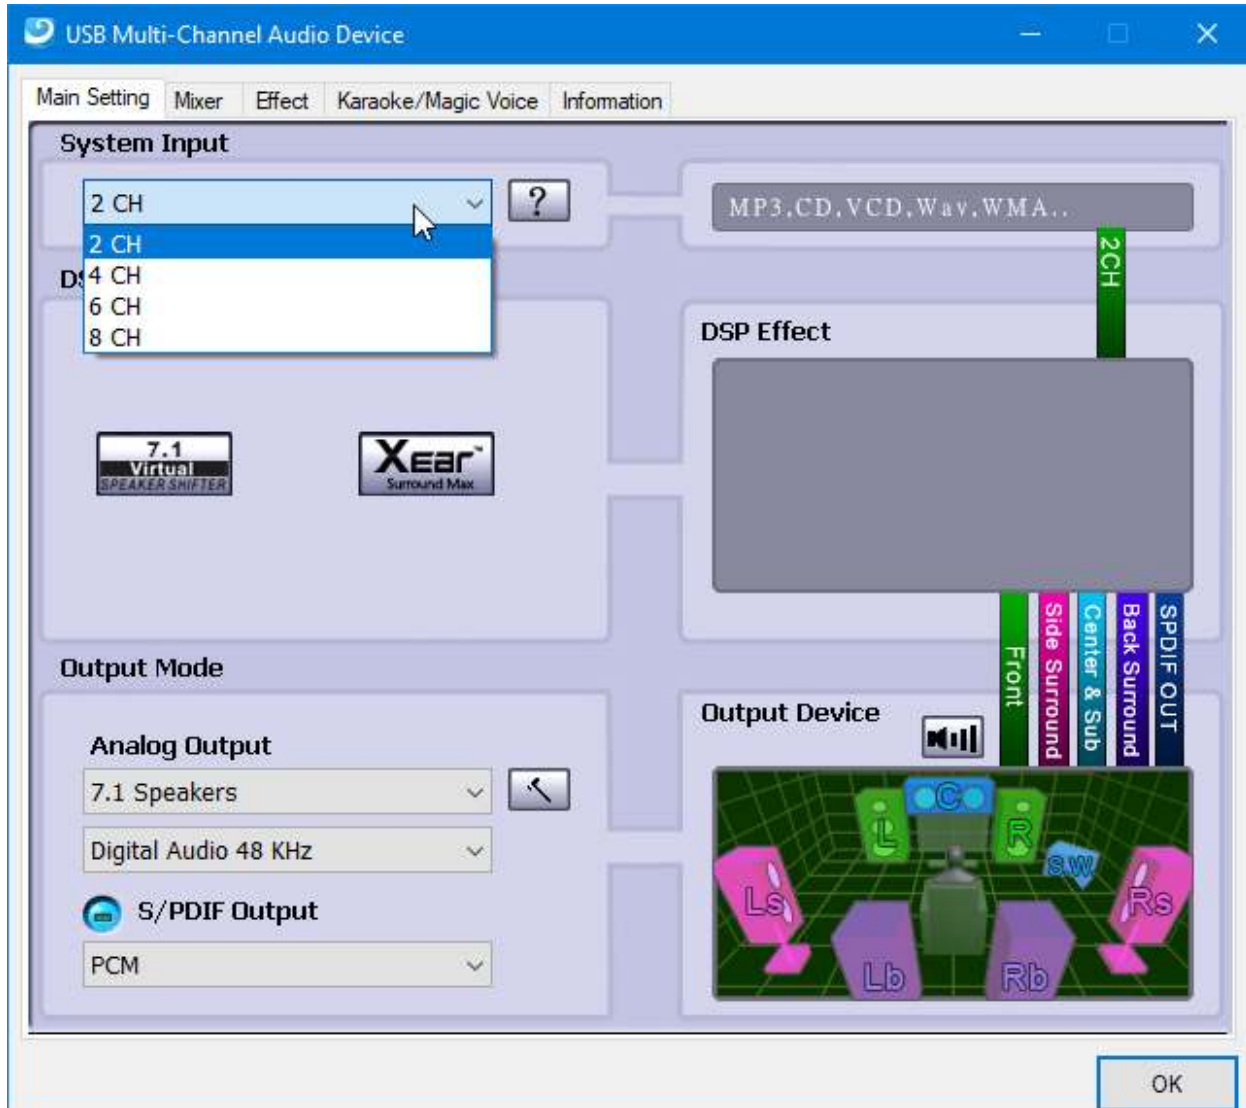 USB Multi-Channel Audio Device
Main Setting Mixer Effect Karaoke/Magic Voice Information
System Input
2 CH
?
2 CH
4 CH
6 CH
8 CH
MP3,CD,VCD,Wav,WMA..
2CH
DS
7.1
Virtual
SPEAKER SHIFTER
Xear™
Surround Max
DSP Effect
Output Mode
Analog Output
7.1 Speakers
Digital Audio 48 KHz
S/PDIF Output
PCM
Front
Side Surround
Center & Sub
Back Surround
SPDIF OUT
Output Device
C
L
R
S.W
Ls
Rs
Lb
Rb
OK